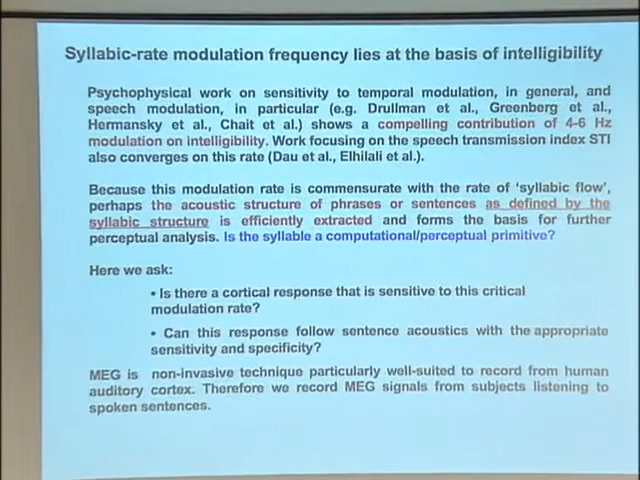 Syllabic-rate modulation frequency lies at the basis of intelligibility
Psychophysical work on sensitivity to temporal modulation, in general, and
speech modulation, in particular (e.g. Drullman et al., Greenberg et al.,
Hermansky et al., Chait et al.) shows a compelling contribution of 4-6 Hz
modulation on intelligibility. Work focusing on the speech transmission index STI
also converges on this rate (Dau et al., Elhilali et al.).
Because this modulation rate is commensurate with the rate of ‘syllabic flow’,
perhaps the acoustic structure of phrases or sentences as defined by the
syllabic structure is efficiently extracted and forms the basis for further
perceptual analysis. Is the syllable a computational/perceptual primitive?
Here we ask:
• Is there a cortical response that is sensitive to this critical
modulation rate?
• Can this response follow sentence acoustics with the appropriate
sensitivity and specificity?
MEG is non-invasive technique particularly well-suited to record from human
auditory cortex. Therefore we record MEG signals from subjects listening to
spoken sentences.